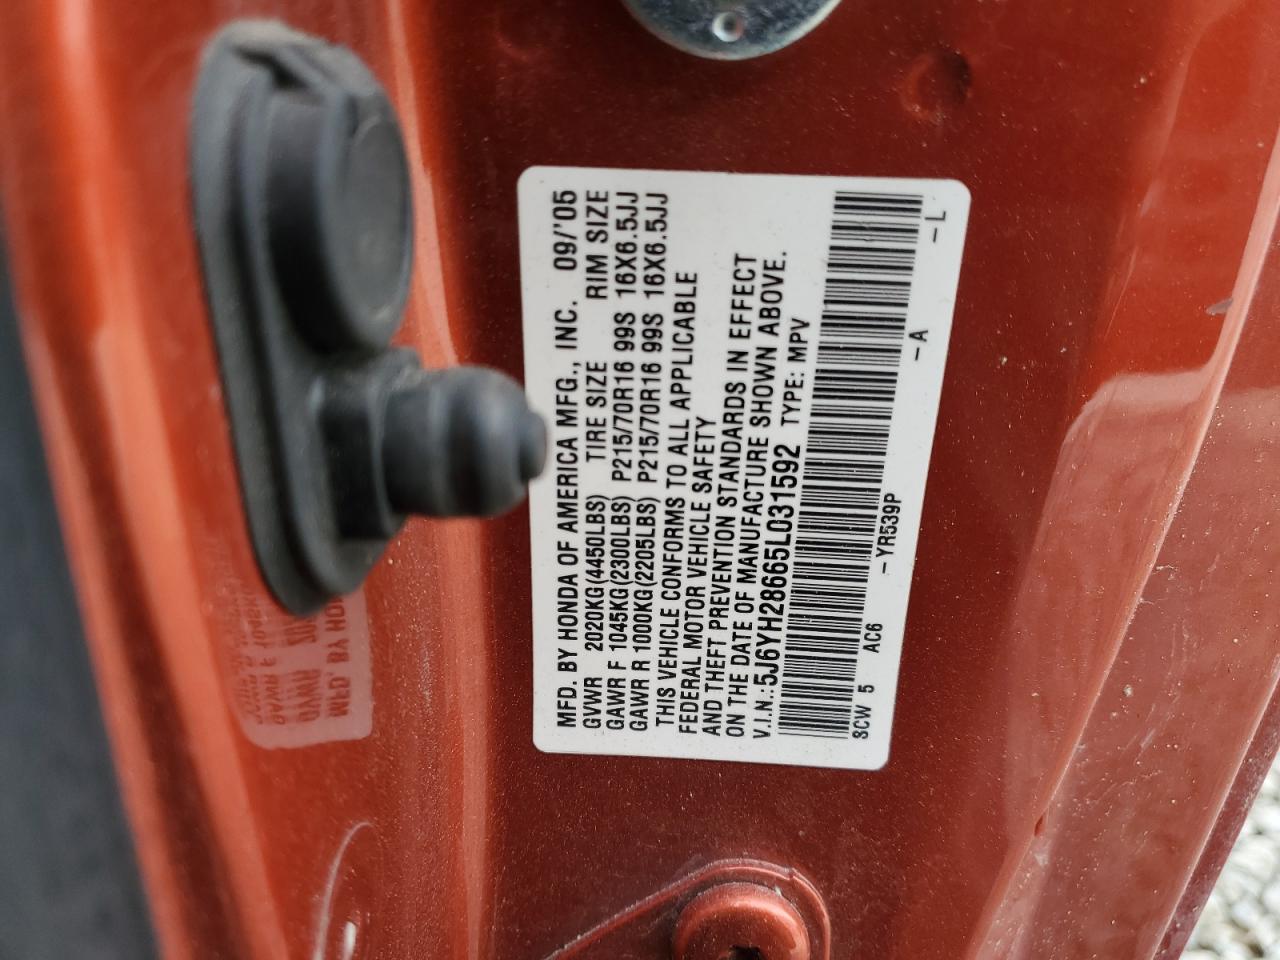 MFD. BY HONDA OF AMERICA MFG., INC. 09/'05
GVWR 2020KG(4450LBS) TIRE SIZE RIM SIZE
GAWR F 1045KG(2300LBS) P215/70R16 99S 16X6.5JJ
GAWR R 1000KG(2205LBS) P215/70R16 99S 16X6.5JJ
THIS VEHICLE CONFORMS TO ALL APPLICABLE
FEDERAL MOTOR VEHICLE SAFETY
AND THEFT PREVENTION STANDARDS IN EFFECT
ON THE DATE OF MANUFACTURE SHOWN ABOVE.
V.I.N.:5J6YH28665L031592 TYPE: MPV
SCW 5 AC6 -YR539P -A -L